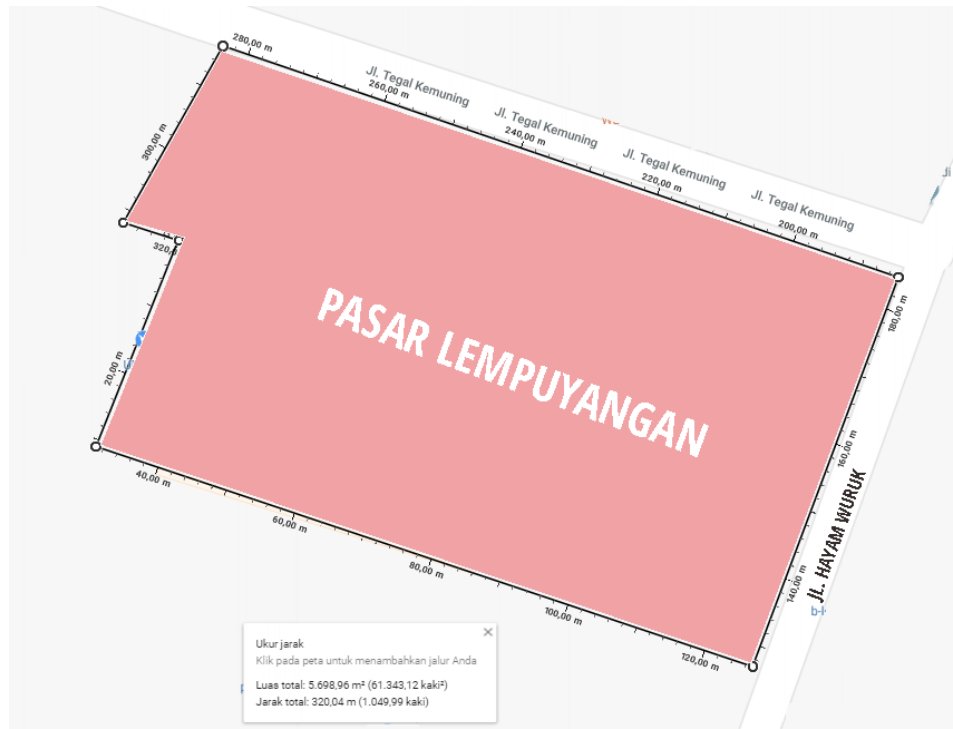 280,00 m
Jl. Tegal Kemuning
260,00 m
Jl. Tegal Kemuning
240,00 m
Jl. Tegal Kemuning
220,00 m
Jl. Tegal Kemuning
200,00 m
300,00 m
180,00 m
PASAR LEMPUYANGAN
20,00 m
160,00 m
JL. HAYAM WURUK
40,00 m
60,00 m
80,00 m
100,00 m
120,00 m
140,00 m
Ukur jarak
Klik pada peta untuk menambahkan jalur Anda
Luas total: 5.698,96 m² (61.343,12 kaki²)
Jarak total: 320,04 m (1.049,99 kaki)